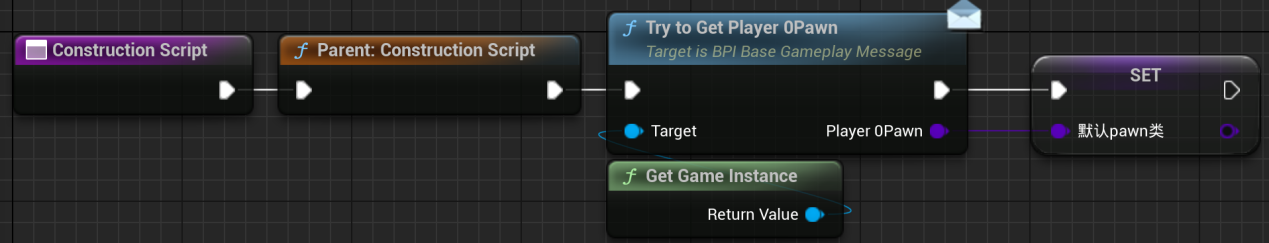 Construction Script
Parent: Construction Script
Try to Get Player 0Pawn
Target is BPI Base Gameplay Message
Target
Player 0Pawn
SET
默认pawn类
Get Game Instance
Return Value